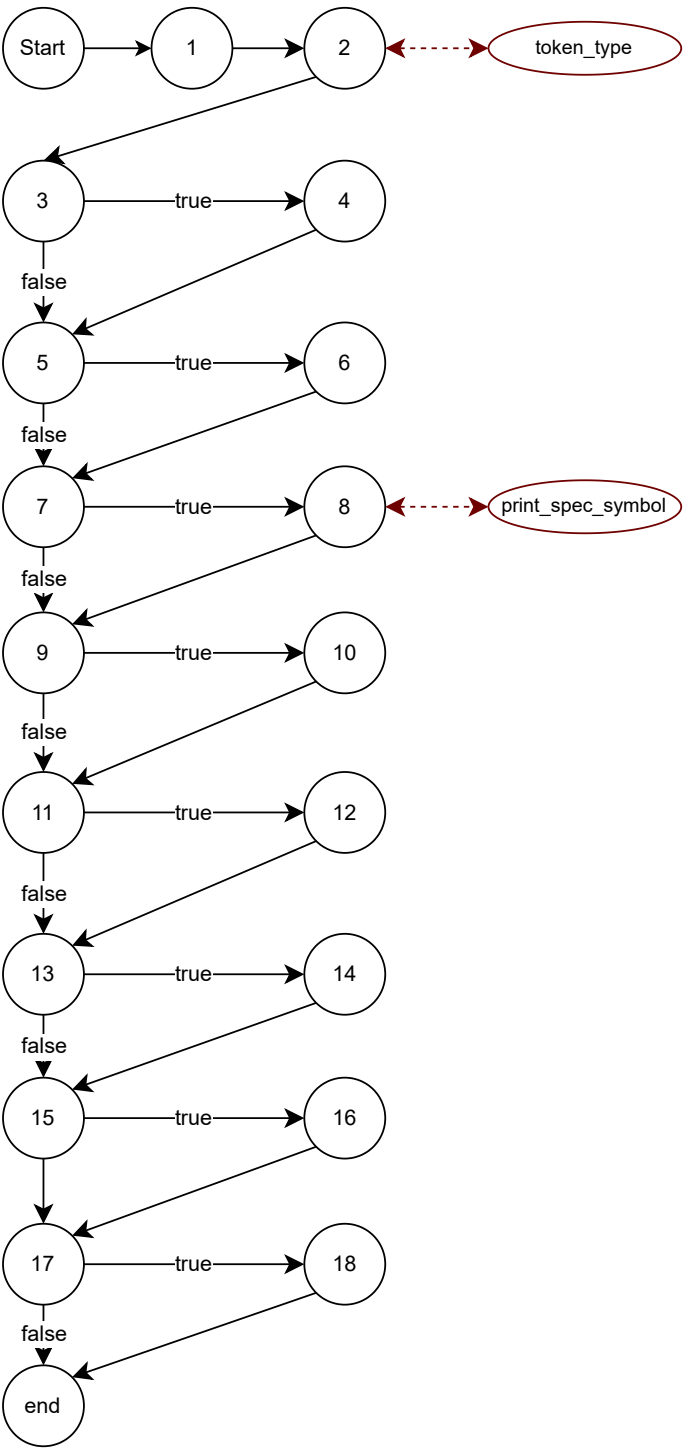 Start
1
2
token_type
3
true
4
false
5
true
6
false
7
true
8
print_spec_symbol
false
9
true
10
false
11
true
12
false
13
true
14
false
15
true
16
17
true
18
false
end